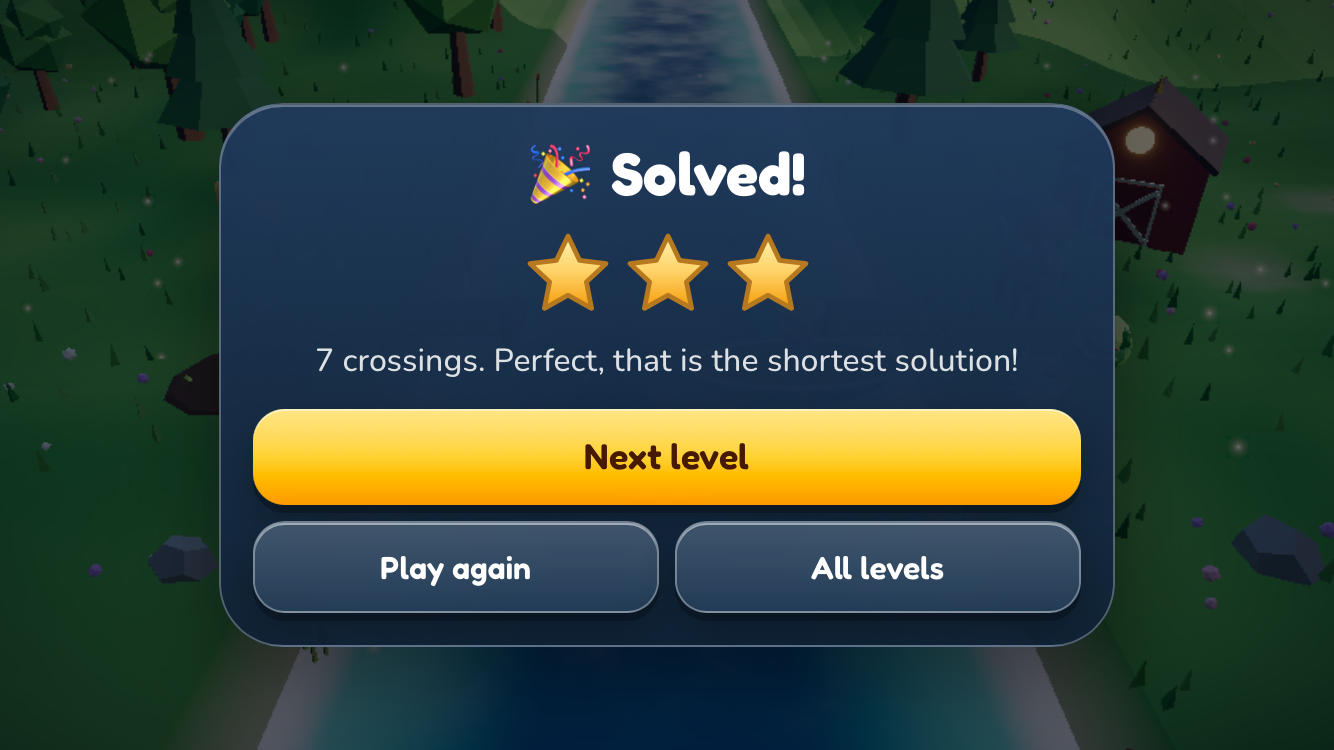 Solved!
7 crossings. Perfect, that is the shortest solution!
Next level
Play again
All levels